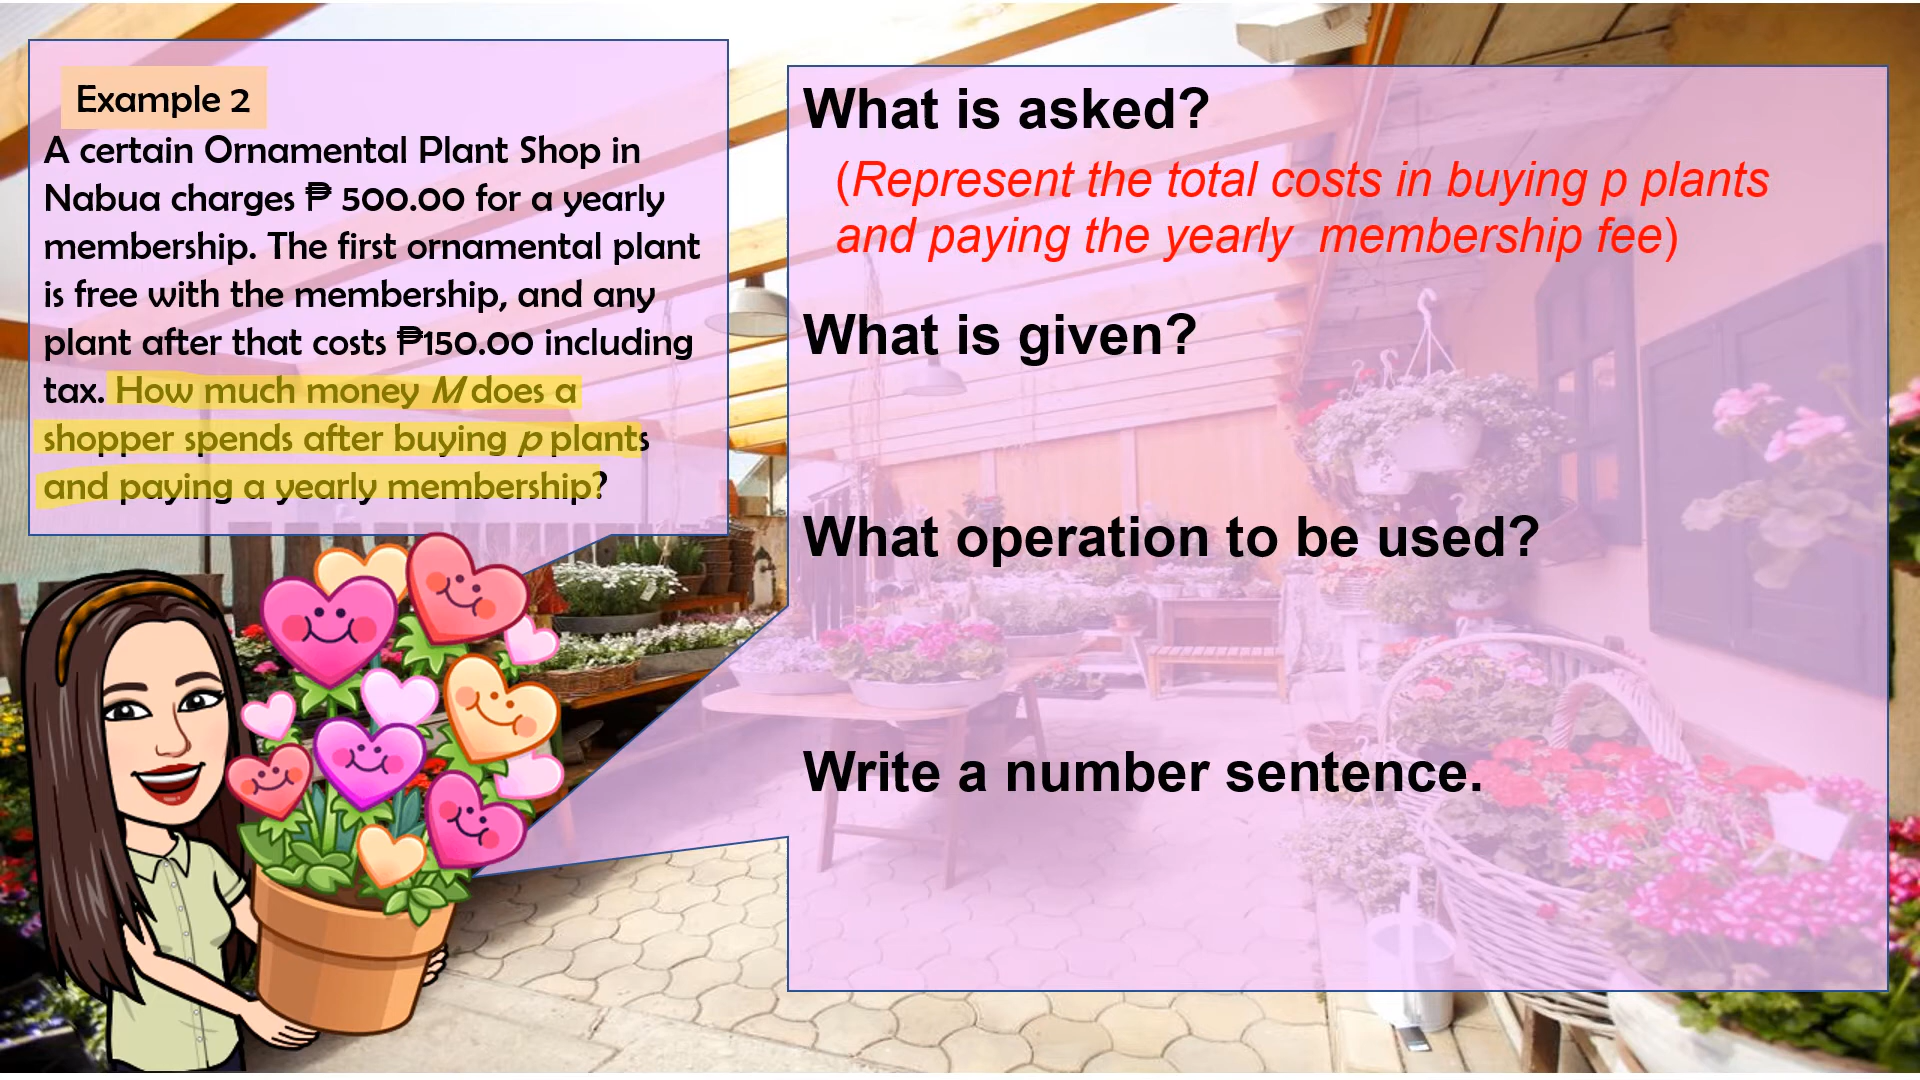 Example 2
A certain Ornamental Plant Shop in
Nabua charges ₱ 500.00 for a yearly
membership. The first ornamental plant
is free with the membership, and any
plant after that costs ₱150.00 including
tax. How much money M does a
shopper spends after buying p plants
and paying a yearly membership?
What is asked?
(Represent the total costs in buying p plants
and paying the yearly membership fee)
What is given?
What operation to be used?
Write a number sentence.